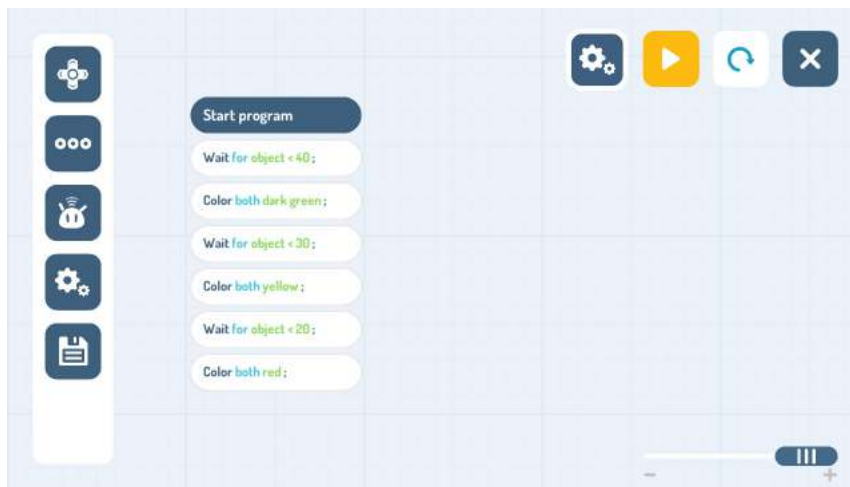 Start program
Wait for object < 40 ;
Color both dark green ;
Wait for object < 30 ;
Color both yellow ;
Wait for object < 20 ;
Color both red ;